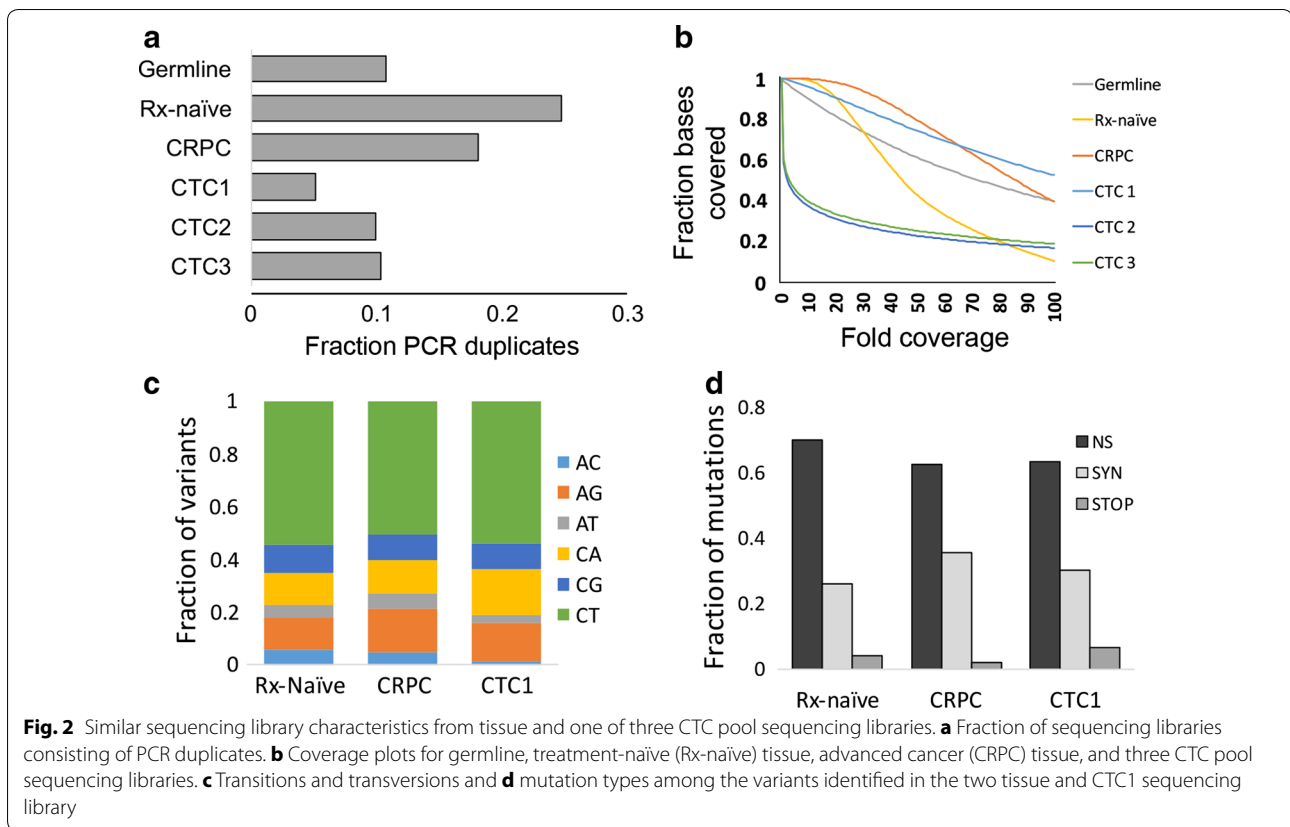 a
Germline
Rx-naïve
CRPC
CTC1
CTC2
CTC3
0
0.1
0.2
0.3
Fraction PCR duplicates
b
Fraction bases
covered
1
0.8
0.6
0.4
0.2
0
0
10
20
30
40
50
60
70
80
90
100
Fold coverage
Germline
Rx-naïve
CRPC
CTC 1
CTC 2
CTC 3
c
Fraction of variants
1
0.8
0.6
0.4
0.2
0
Rx-Naïve
CRPC
CTC1
AC
AG
AT
CA
CG
CT
d
Fraction of mutations
0.8
0.6
0.4
0.2
0
Rx-naïve
CRPC
CTC1
NS
SYN
STOP
Fig. 2 Similar sequencing library characteristics from tissue and one of three CTC pool sequencing libraries. a Fraction of sequencing libraries
consisting of PCR duplicates. b Coverage plots for germline, treatment-naïve (Rx-naïve) tissue, advanced cancer (CRPC) tissue, and three CTC pool
sequencing libraries. c Transitions and transversions and d mutation types among the variants identified in the two tissue and CTC1 sequencing
library